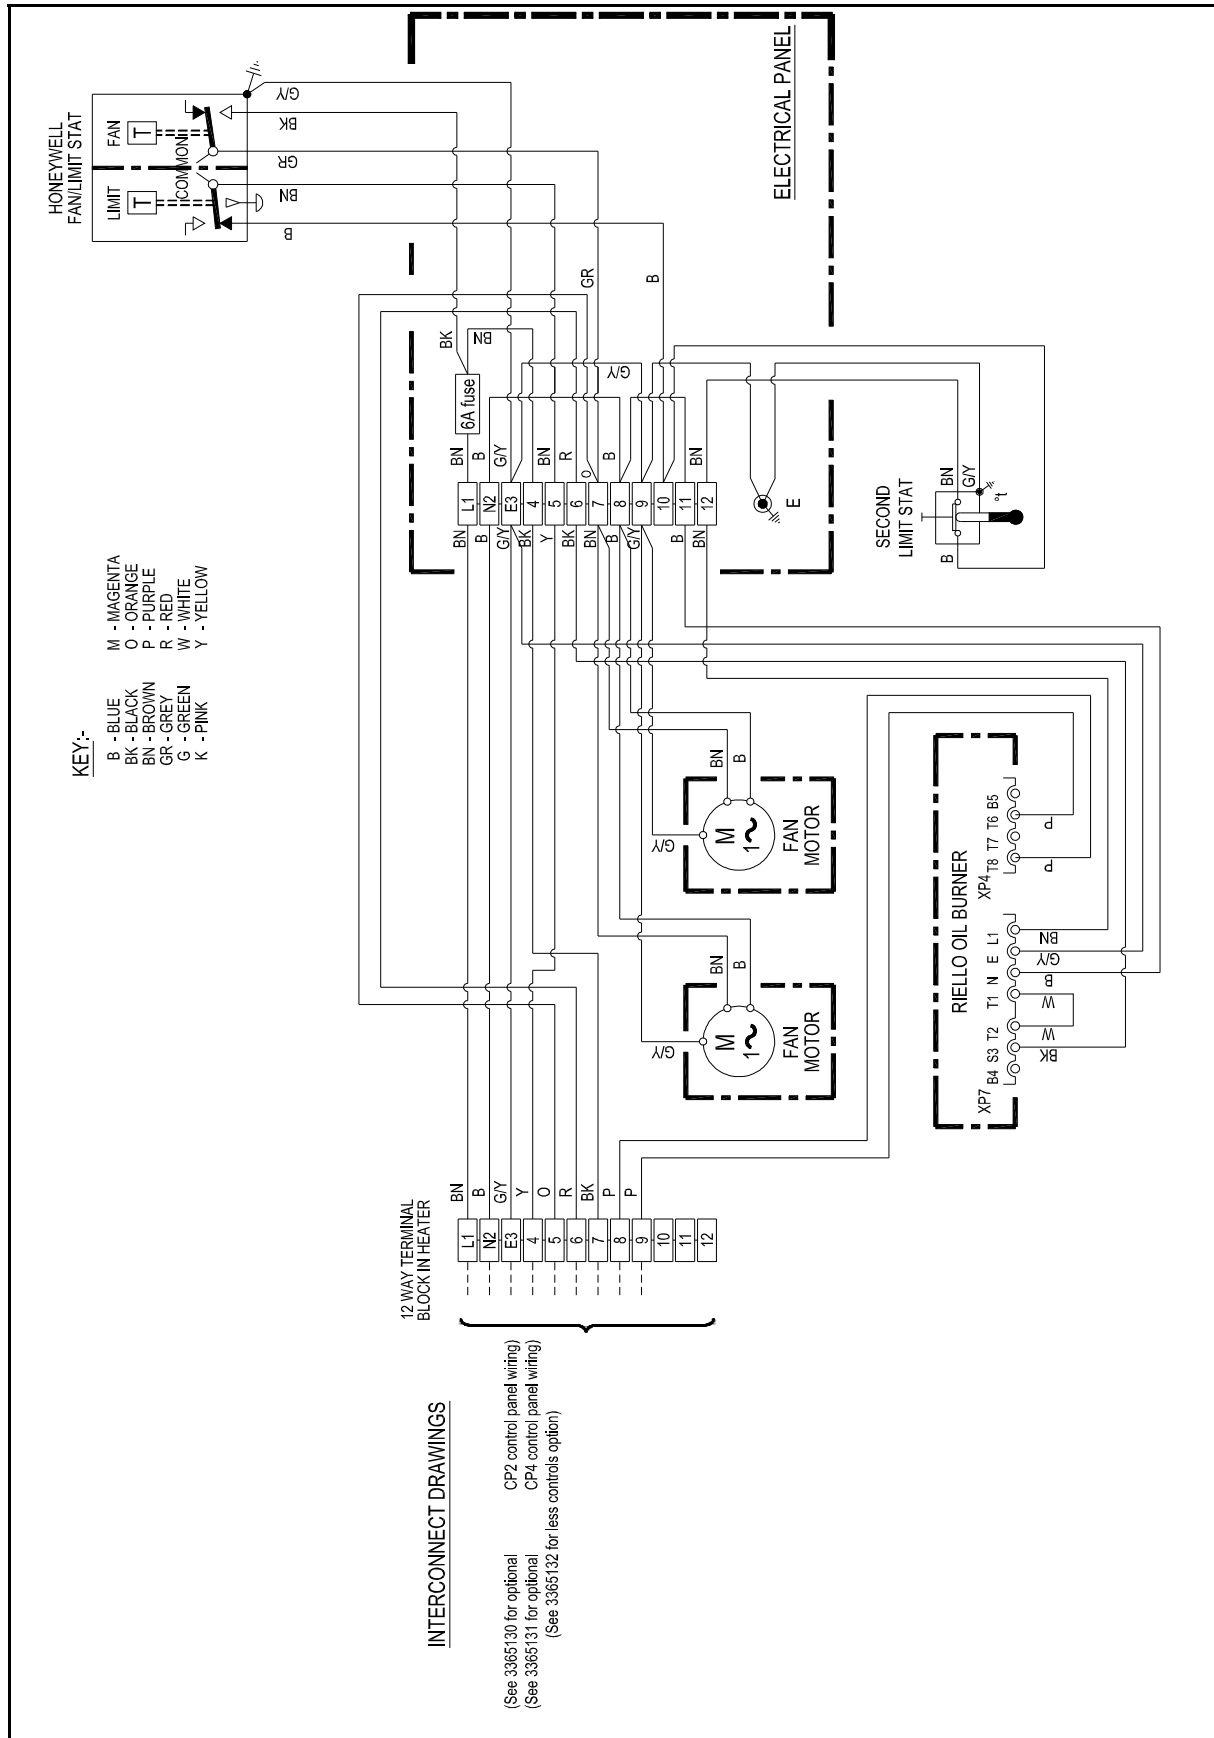 HONEYWELL
FAN/LIMIT STAT
LIMIT
FAN
T
T
COMMON
G/Y
BK
GR
BN
B
ELECTRICAL PANEL
GR
B
BK
BN
G/Y
6A fuse
BN
B
G/Y
BN
R
O
B
BN
L1
N2
E3
4
5
6
7
8
9
10
11
12
BN
B
G/Y
BK
Y
BK
BN
B
G/Y
B
BN
E
SECOND
LIMIT STAT
BN
G/Y
B
°t
KEY:-
B - BLUE
BK - BLACK
BN - BROWN
GR - GREY
G - GREEN
K - PINK
M - MAGENTA
O - ORANGE
P - PURPLE
R - RED
W - WHITE
Y - YELLOW
BN
B
G/Y
M
1~
FAN
MOTOR
BN
B
G/Y
M
1~
FAN
MOTOR
RIELLO OIL BURNER
XP7
B4
S3
T2
T1
N
E
L1
XP4
T8
T7
T6
B5
BK
W
W
B
G/Y
BN
P
P
12 WAY TERMINAL
BLOCK IN HEATER
BN
B
G/Y
Y
O
R
BK
P
P
L1
N2
E3
4
5
6
7
8
9
10
11
12
INTERCONNECT DRAWINGS
(See 3365130 for optional CP2 control panel wiring)
(See 3365131 for optional CP4 control panel wiring)
(See 3365132 for less controls option)